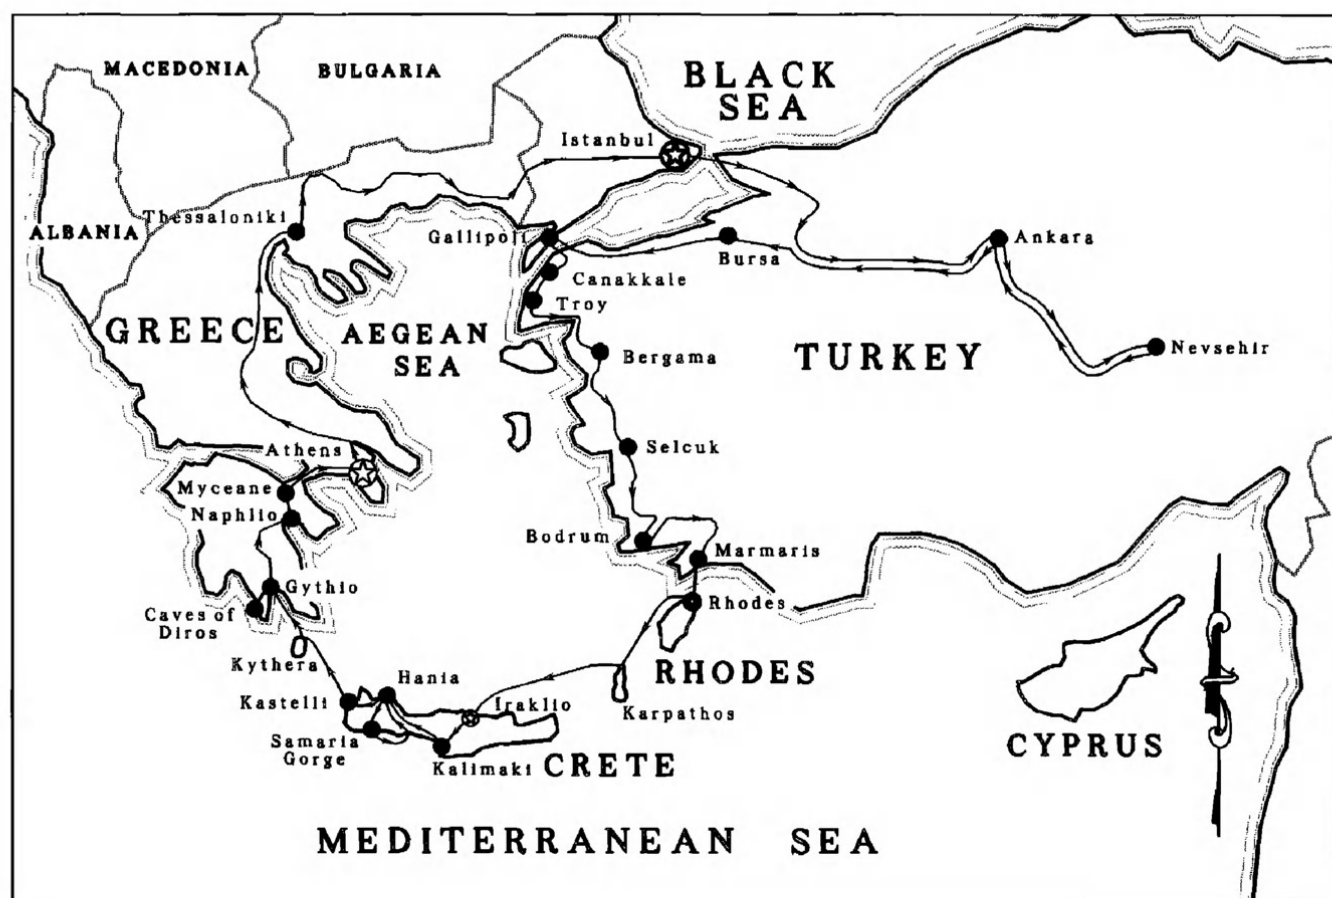 MACEDONIA
BULGARIA
BLACK
SEA
Istanbul
ALBANIA
Thessaloniki
Gallipoli
Bursa
Ankara
Canakkale
Troy
GREECE
AEGEAN
SEA
Bergama
TURKEY
Nevsehir
Athens
Selcuk
Myceane
Naphlio
Bodrum
Marmaris
Gythio
Rhodes
Caves of
Diros
Kythera
RHODES
Hania
Kastelli
Iraklio
Karpathos
Samaria
Gorge
Kalimaki
CRETE
CYPRUS
MEDITERRANEAN SEA